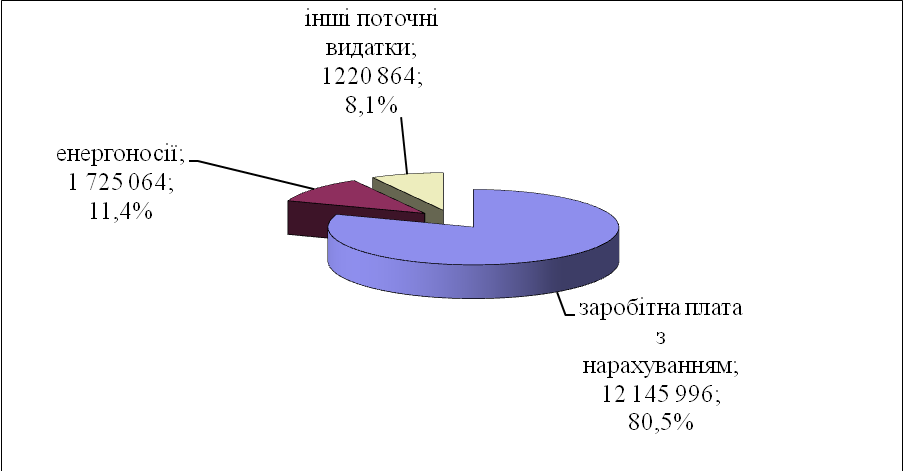 інші поточні
видатки;
1220 864;
8,1%
енергоносії;
1 725 064;
11,4%
заробітна плата
з
нарахуванням;
12 145 996;
80,5%